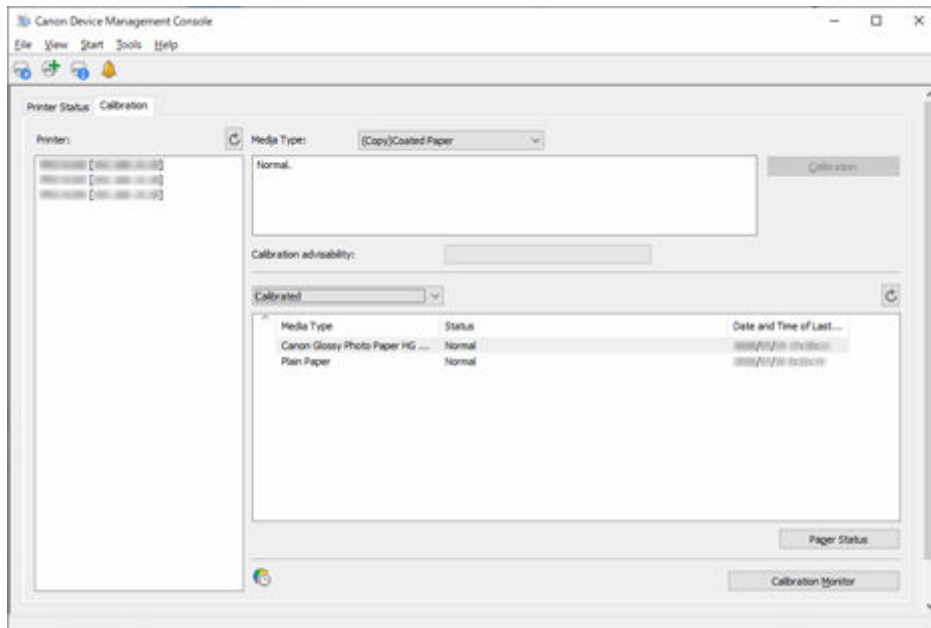 Canon Device Management Console
File View Start Tools Help
Printer Status Calibration
Printer:
Media Type: (Copy)Coated Paper
Normal.
Calibration
Calibration advisability:
Calibrated
Media Type Status Date and Time of Last...
Canon Glossy Photo Paper HG ... Normal
Plain Paper Normal
Paper Status
Calibration Monitor